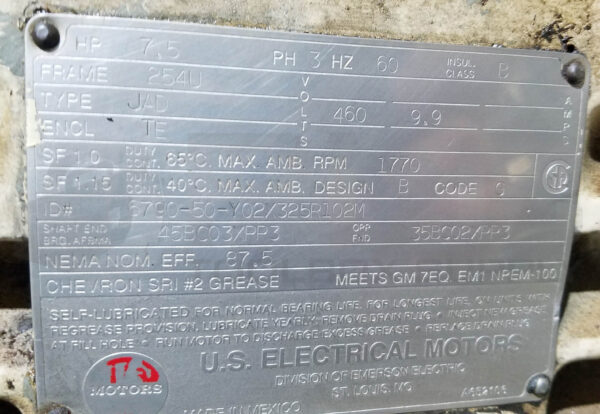 HP 7.5 PH 3 HZ 60 INSUL. CLASS B
FRAME 254U VOLTS AMPS
TYPE JAD 460 9.9
ENCL TE
SF 1.0 DUTY CONT. 65°C. MAX. AMB. RPM 1770
SF 1.15 DUTY CONT. 40°C. MAX. AMB. DESIGN B CODE
ID# 6790-50-Y02/325R102M
SHAFT END BRG. AFBMA 45BC03/PP3 OPP END 35BC02/PP3
NEMA NOM. EFF. 87.5
CHEVRON SRI #2 GREASE MEETS GM 7EQ EM1 NPEM-100
SELF-LUBRICATED FOR NORMAL BEARING LIFE. FOR LONGEST LIFE, ON UNITS WITH
REGREASE PROVISION, LUBRICATE YEARLY. REMOVE DRAIN PLUG • INJECT NEW GREASE
AT FILL HOLE • RUN MOTOR TO DISCHARGE EXCESS GREASE • REPLACE DRAIN PLUG
MOTORS
U.S. ELECTRICAL MOTORS
DIVISION OF EMERSON ELECTRIC
ST. LOUIS, MO
MADE IN MEXICO